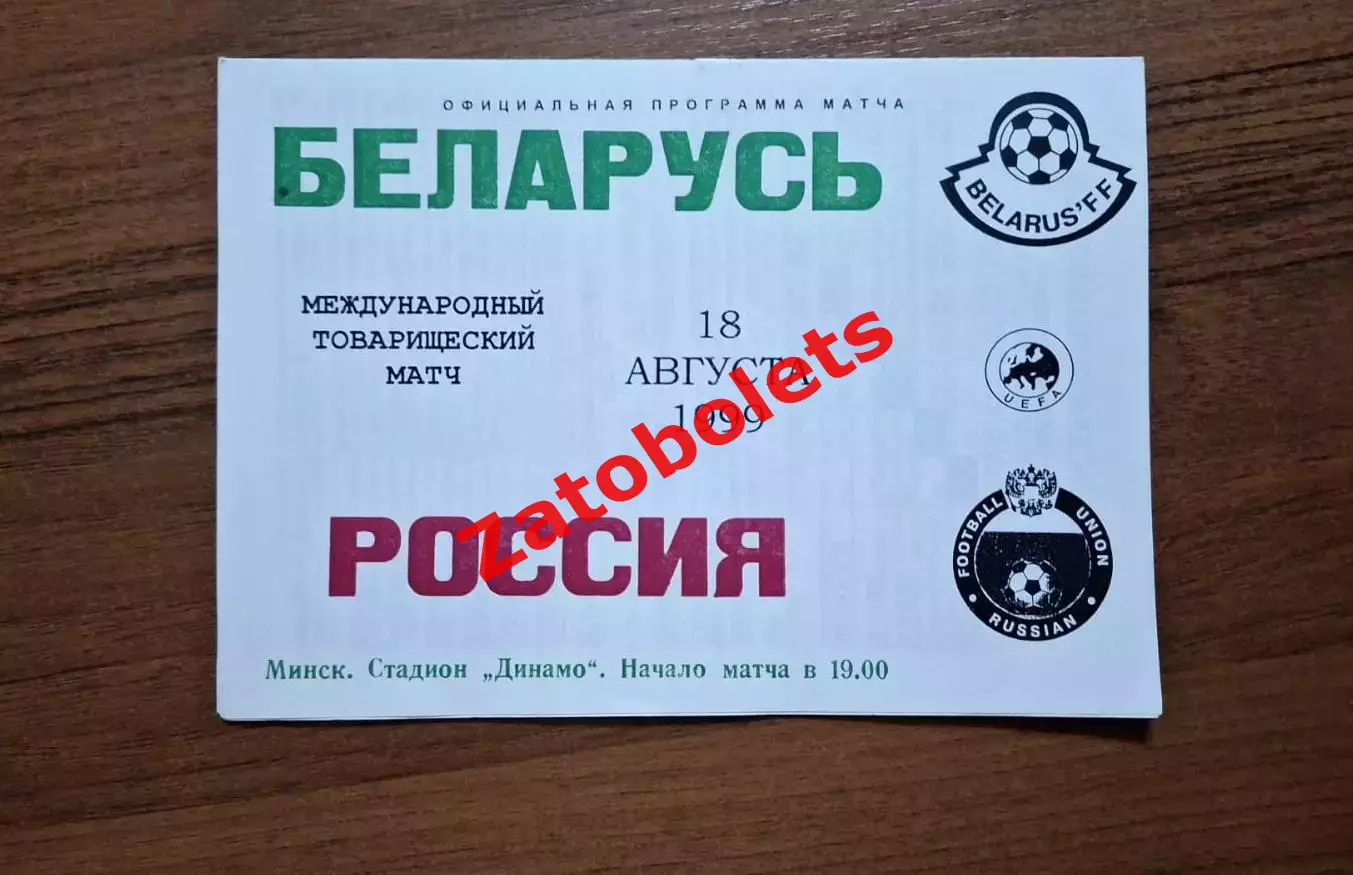 ОФИЦИАЛЬНАЯ ПРОГРАММА МАТЧА
БЕЛАРУСЬ
BELARUS'FF
МЕЖДУНАРОДНЫЙ
ТОВАРИЩЕСКИЙ
МАТЧ
18
АВГУСТА
1999
UEFA
Zatobolets
РОССИЯ
FOOTBALL UNION
RUSSIAN
Минск. Стадион „Динамо“. Начало матча в 19.00